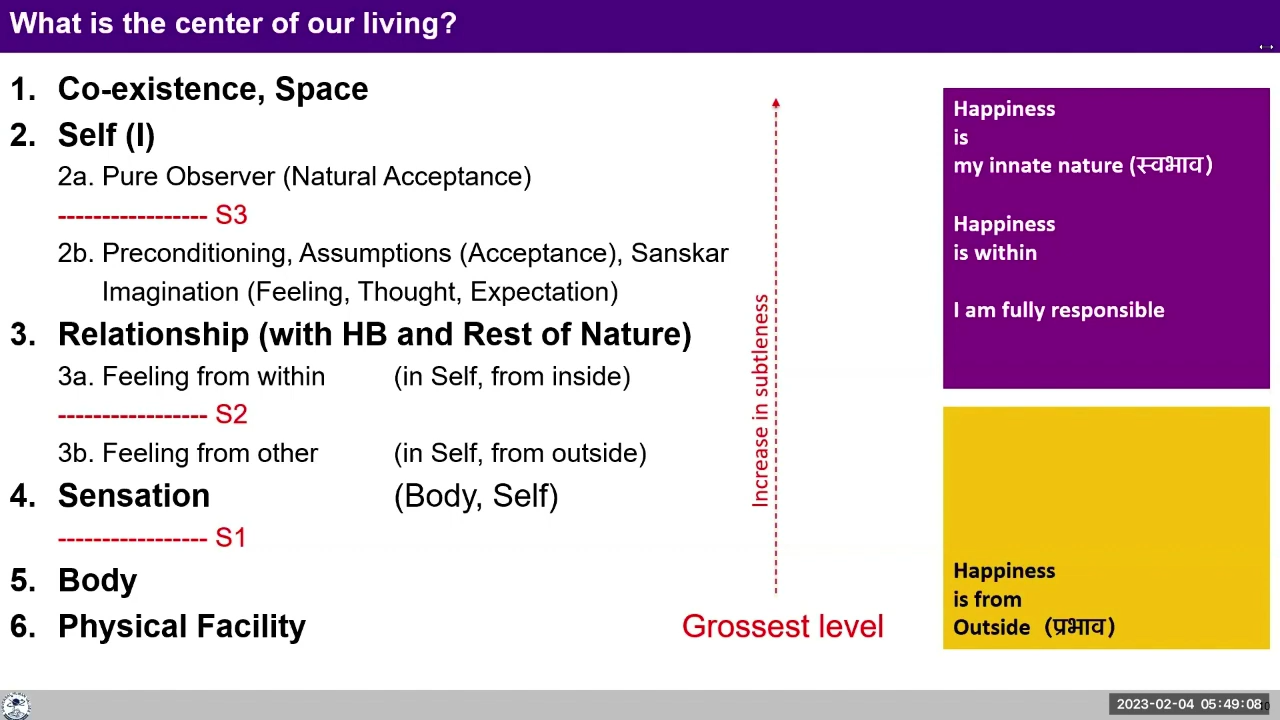 What is the center of our living?
1. Co-existence, Space
2. Self (I)
2a. Pure Observer (Natural Acceptance)
----------------- S3
2b. Preconditioning, Assumptions (Acceptance), Sanskar
Imagination (Feeling, Thought, Expectation)
3. Relationship (with HB and Rest of Nature)
3a. Feeling from within (in Self, from inside)
----------------- S2
3b. Feeling from other (in Self, from outside)
4. Sensation (Body, Self)
----------------- S1
5. Body
6. Physical Facility
Increase in subtleness
Grossest level
Happiness
is
my innate nature (स्वभाव)
Happiness
is within
I am fully responsible
Happiness
is from
Outside (प्रभाव)
2023-02-04 05:49:08